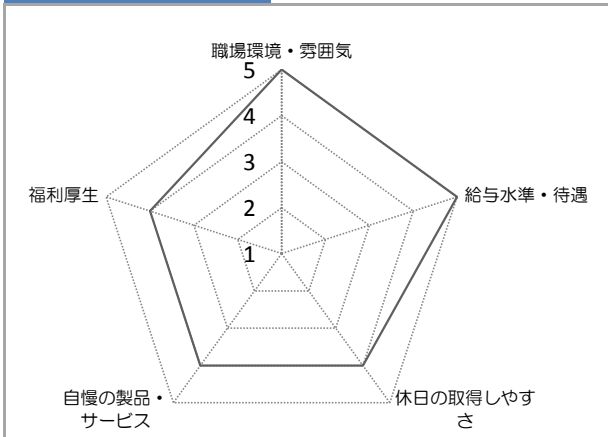 職場環境・雰囲気
5
4
3
2
1
給与水準・待遇
休日の取得しやす
さ
自慢の製品・
サービス
福利厚生